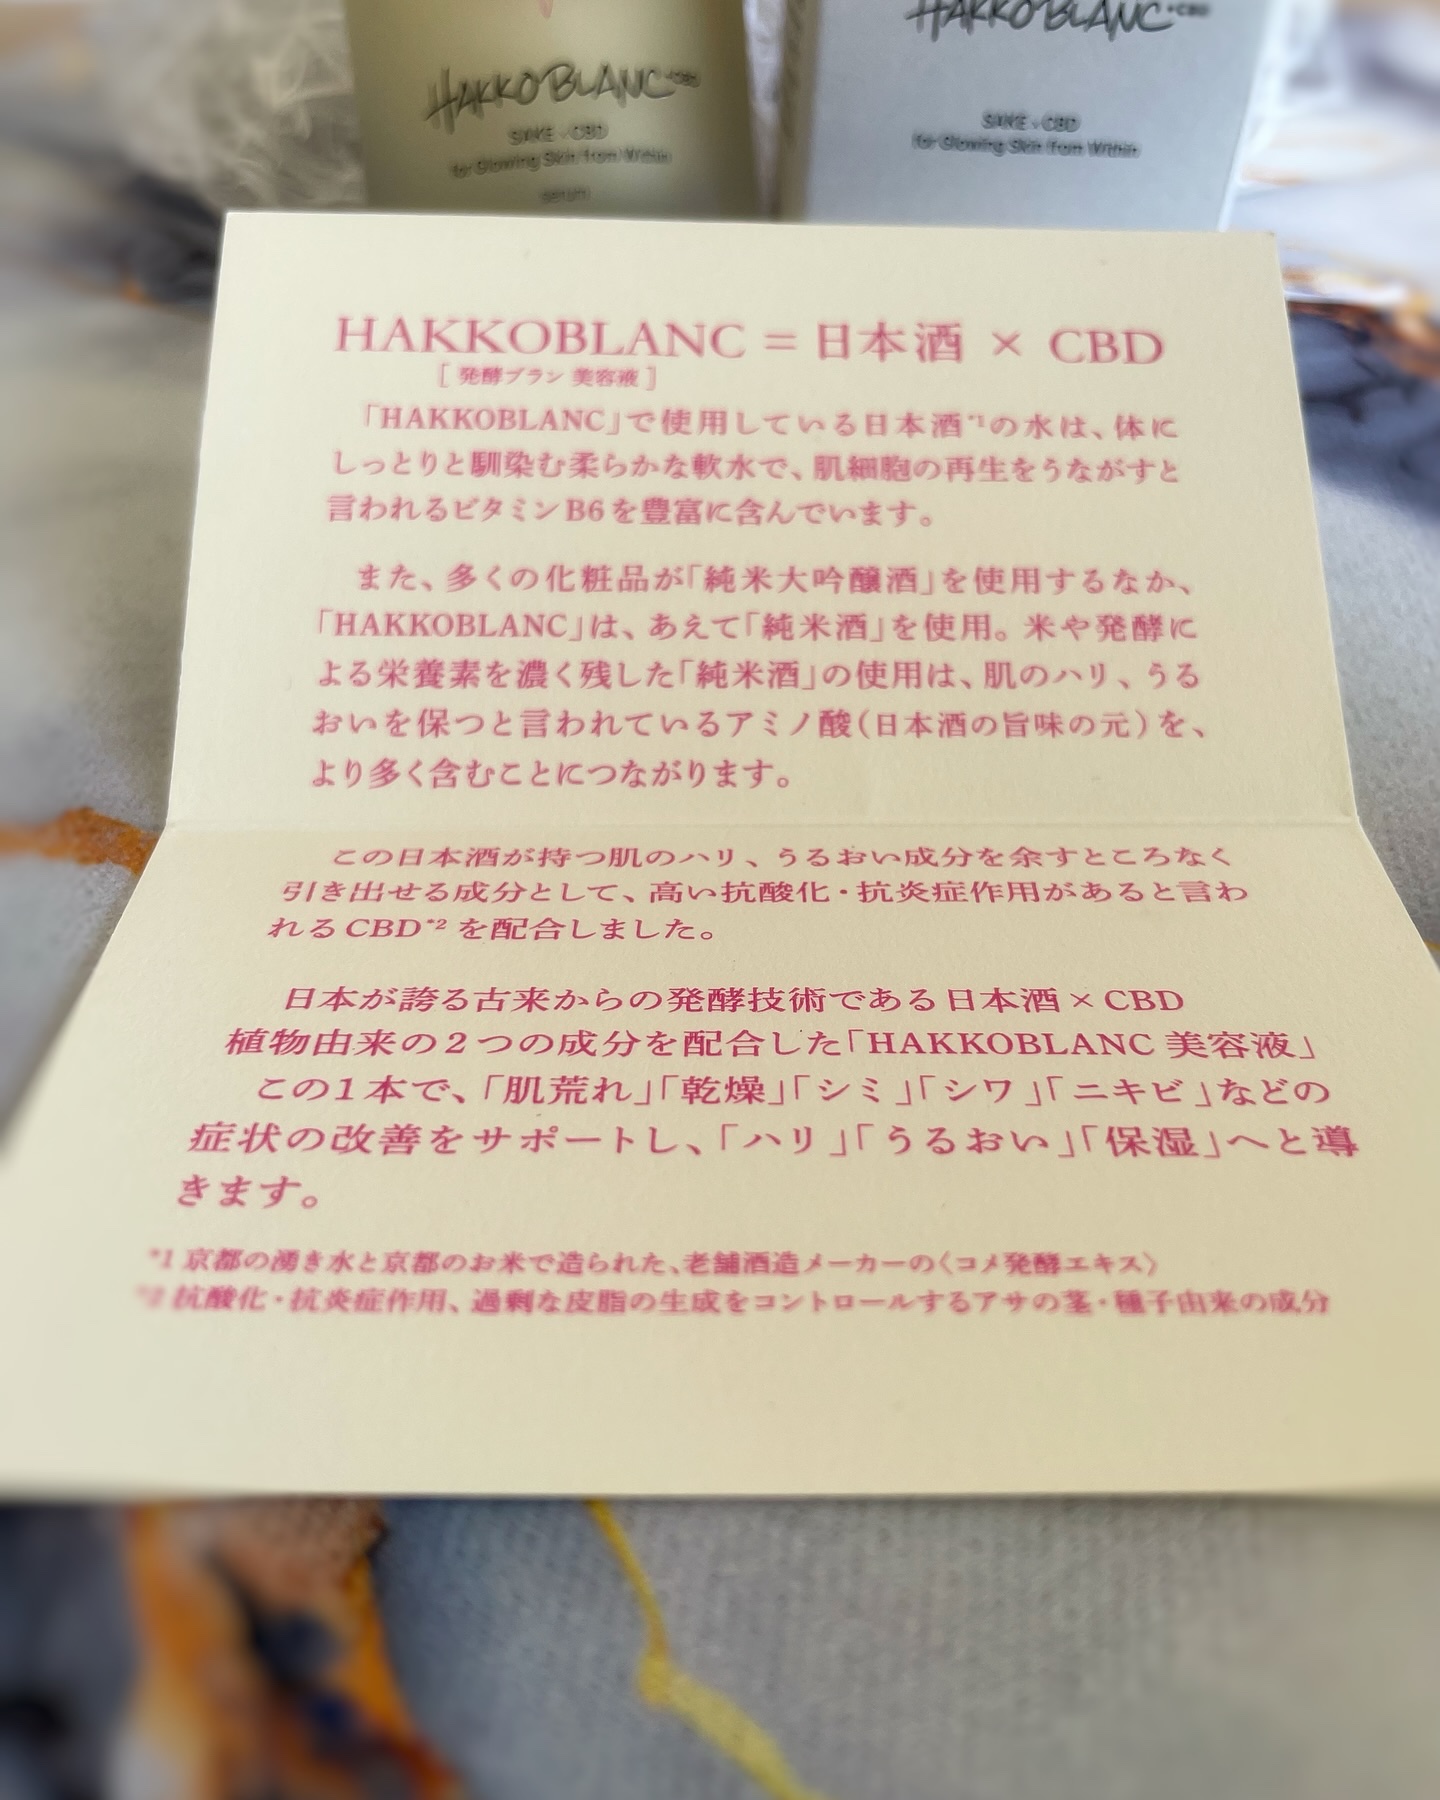 HAKKOBLANC+CBD
SAKE × CBD
for Glowing Skin from Within
serum
HAKKOBLANC+CBD
SAKE × CBD
for Glowing Skin from Within
HAKKOBLANC = 日本酒 × CBD
[ 発酵ブラン 美容液 ]
「HAKKOBLANC」で使用している日本酒*1の水は、体に
しっとりと馴染む柔らかな軟水で、肌細胞の再生をうながすと
言われるビタミンB6を豊富に含んでいます。
また、多くの化粧品が「純米大吟醸酒」を使用するなか、
「HAKKOBLANC」は、あえて「純米酒」を使用。米や発酵に
よる栄養素を濃く残した「純米酒」の使用は、肌のハリ、うる
おいを保つと言われているアミノ酸(日本酒の旨味の元)を、
より多く含むことにつながります。
この日本酒が持つ肌のハリ、うるおい成分を余すところなく
引き出せる成分として、高い抗酸化・抗炎症作用があると言わ
れるCBD*2を配合しました。
日本が誇る古来からの発酵技術である日本酒×CBD
植物由来の2つの成分を配合した「HAKKOBLANC 美容液」
この1本で、「肌荒れ」「乾燥」「シミ」「シワ」「ニキビ」などの
症状の改善をサポートし、「ハリ」「うるおい」「保湿」へと導
きます。
*1 京都の湧き水と京都のお米で造られた、老舗酒造メーカーの〈コメ発酵エキス〉
*2 抗酸化・抗炎症作用、過剰な皮脂の生成をコントロールするアサの茎・種子由来の成分